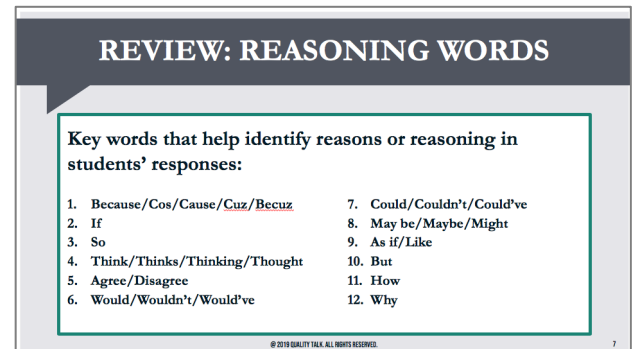 REVIEW: REASONING WORDS
Key words that help identify reasons or reasoning in
students' responses:
1. Because/Cos/Cause/Cuz/Becuz
2. If
3. So
4. Think/Thinks/Thinking/Thought
5. Agree/Disagree
6. Would/Wouldn't/Would've
7. Could/Couldn't/Could've
8. May be/Maybe/Might
9. As if/Like
10. But
11. How
12. Why
@ 2019 QUALITY TALK. ALL RIGHTS RESERVED.
7